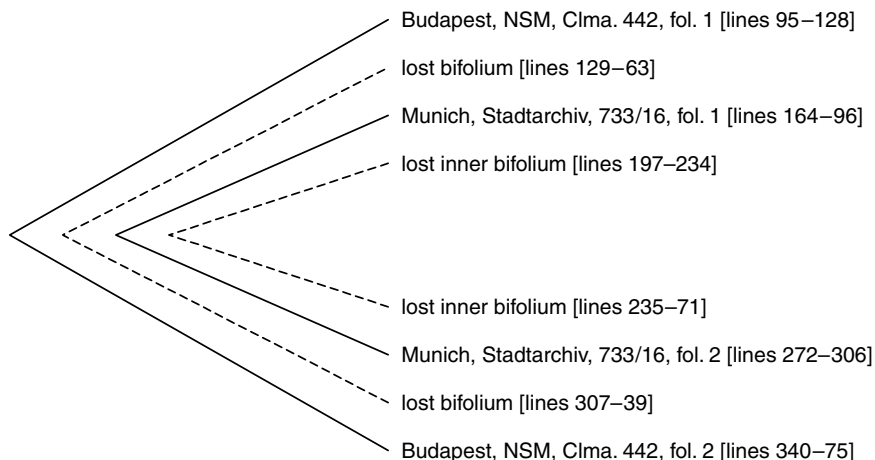 Budapest, NSM, Clma. 442, fol. 1 [lines 95–128]
lost bifolium [lines 129–63]
Munich, Stadtarchiv, 733/16, fol. 1 [lines 164–96]
lost inner bifolium [lines 197–234]
lost inner bifolium [lines 235–71]
Munich, Stadtarchiv, 733/16, fol. 2 [lines 272–306]
lost bifolium [lines 307–39]
Budapest, NSM, Clma. 442, fol. 2 [lines 340–75]